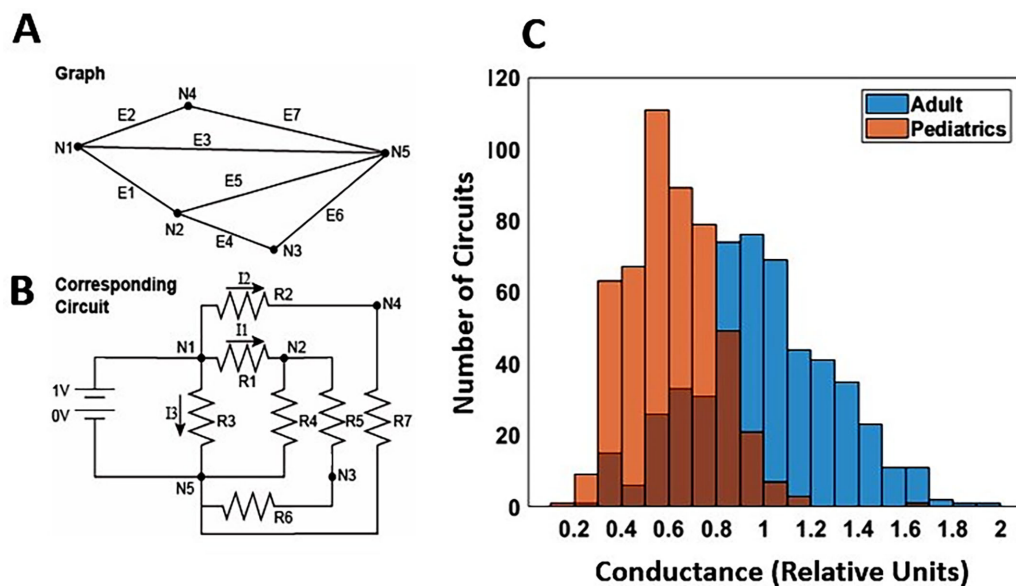 A
Graph
N4
E2
E7
N1
E3
N5
E1
E5
E6
N2
E4
N3
B
Corresponding
Circuit
I2
R2
N4
I1
N1
N2
R1
1V
0V
I3
R3
R4
R5
R7
N5
N3
R6
C
Adult
Pediatrics
Number of Circuits
120
100
80
60
40
20
0
0.2 0.4 0.6 0.8 1 1.2 1.4 1.6 1.8 2
Conductance (Relative Units)